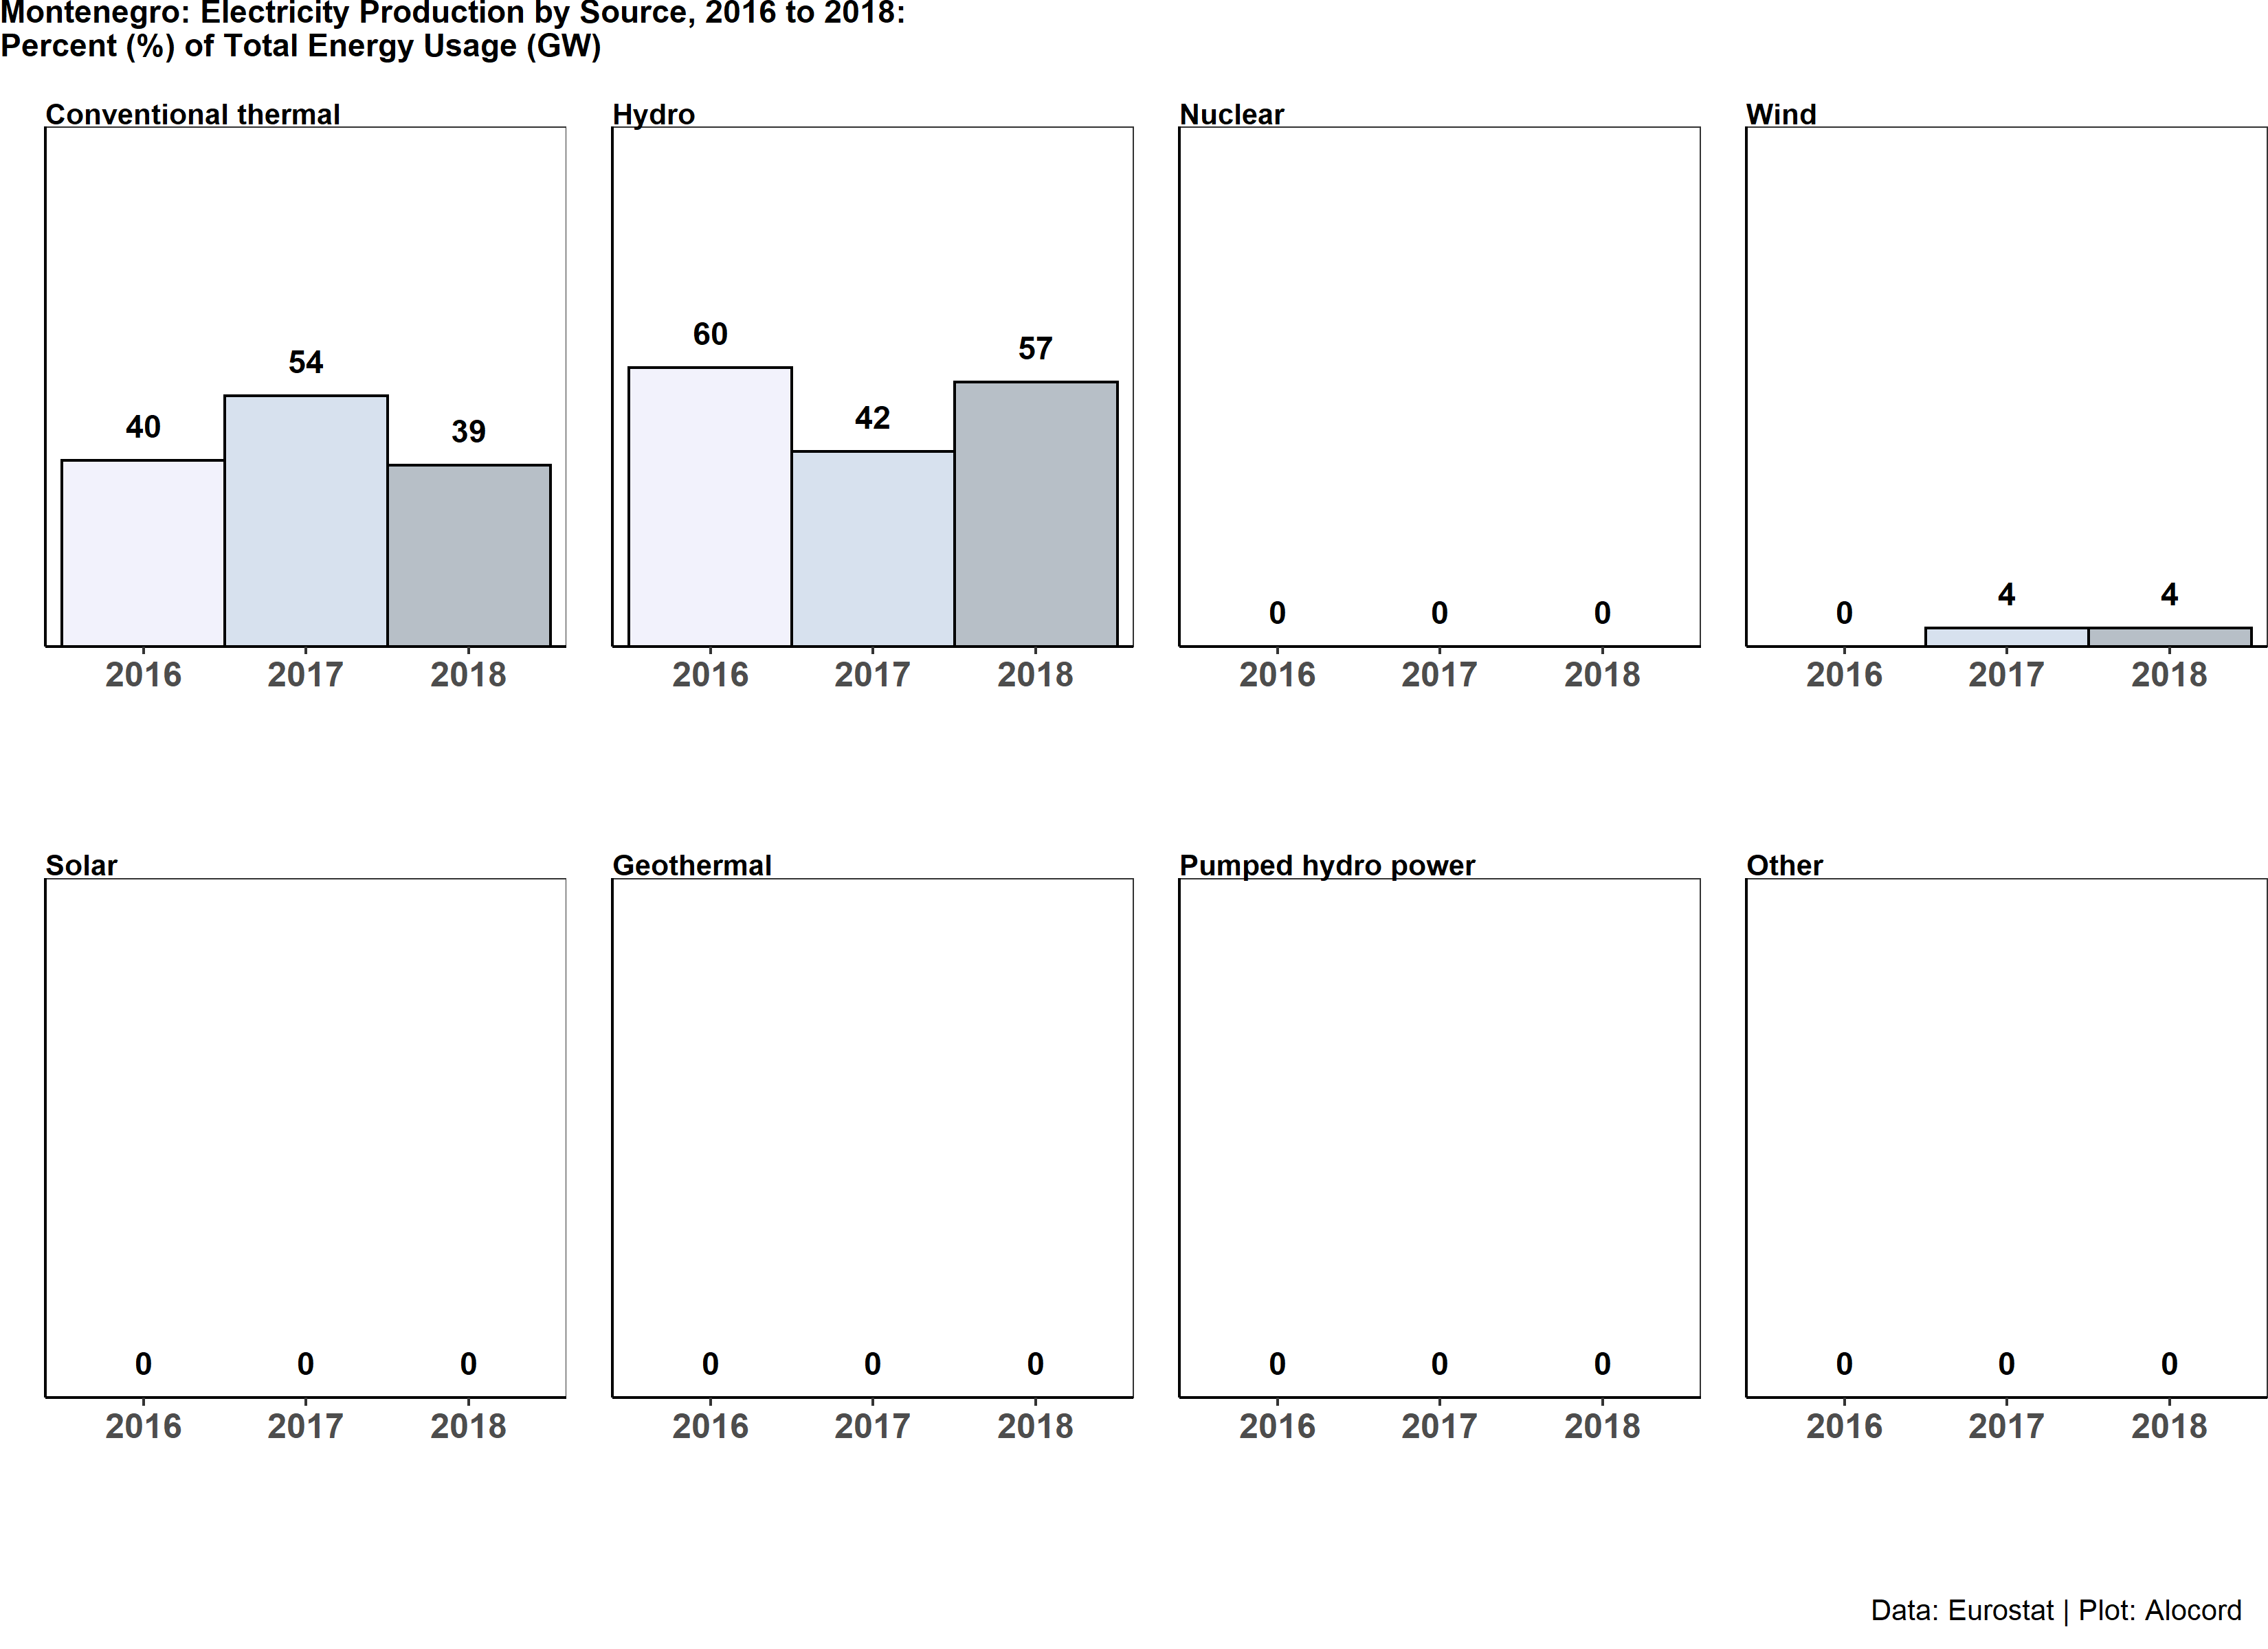 Montenegro: Electricity Production by Source, 2016 to 2018:
Percent (%) of Total Energy Usage (GW)
Conventional thermal
40
54
39
2016 2017 2018
Hydro
60
42
57
2016 2017 2018
Nuclear
0 0 0
2016 2017 2018
Wind
0
4
4
2016 2017 2018
Solar
0 0 0
2016 2017 2018
Geothermal
0 0 0
2016 2017 2018
Pumped hydro power
0 0 0
2016 2017 2018
Other
0 0 0
2016 2017 2018
Data: Eurostat | Plot: Alocord